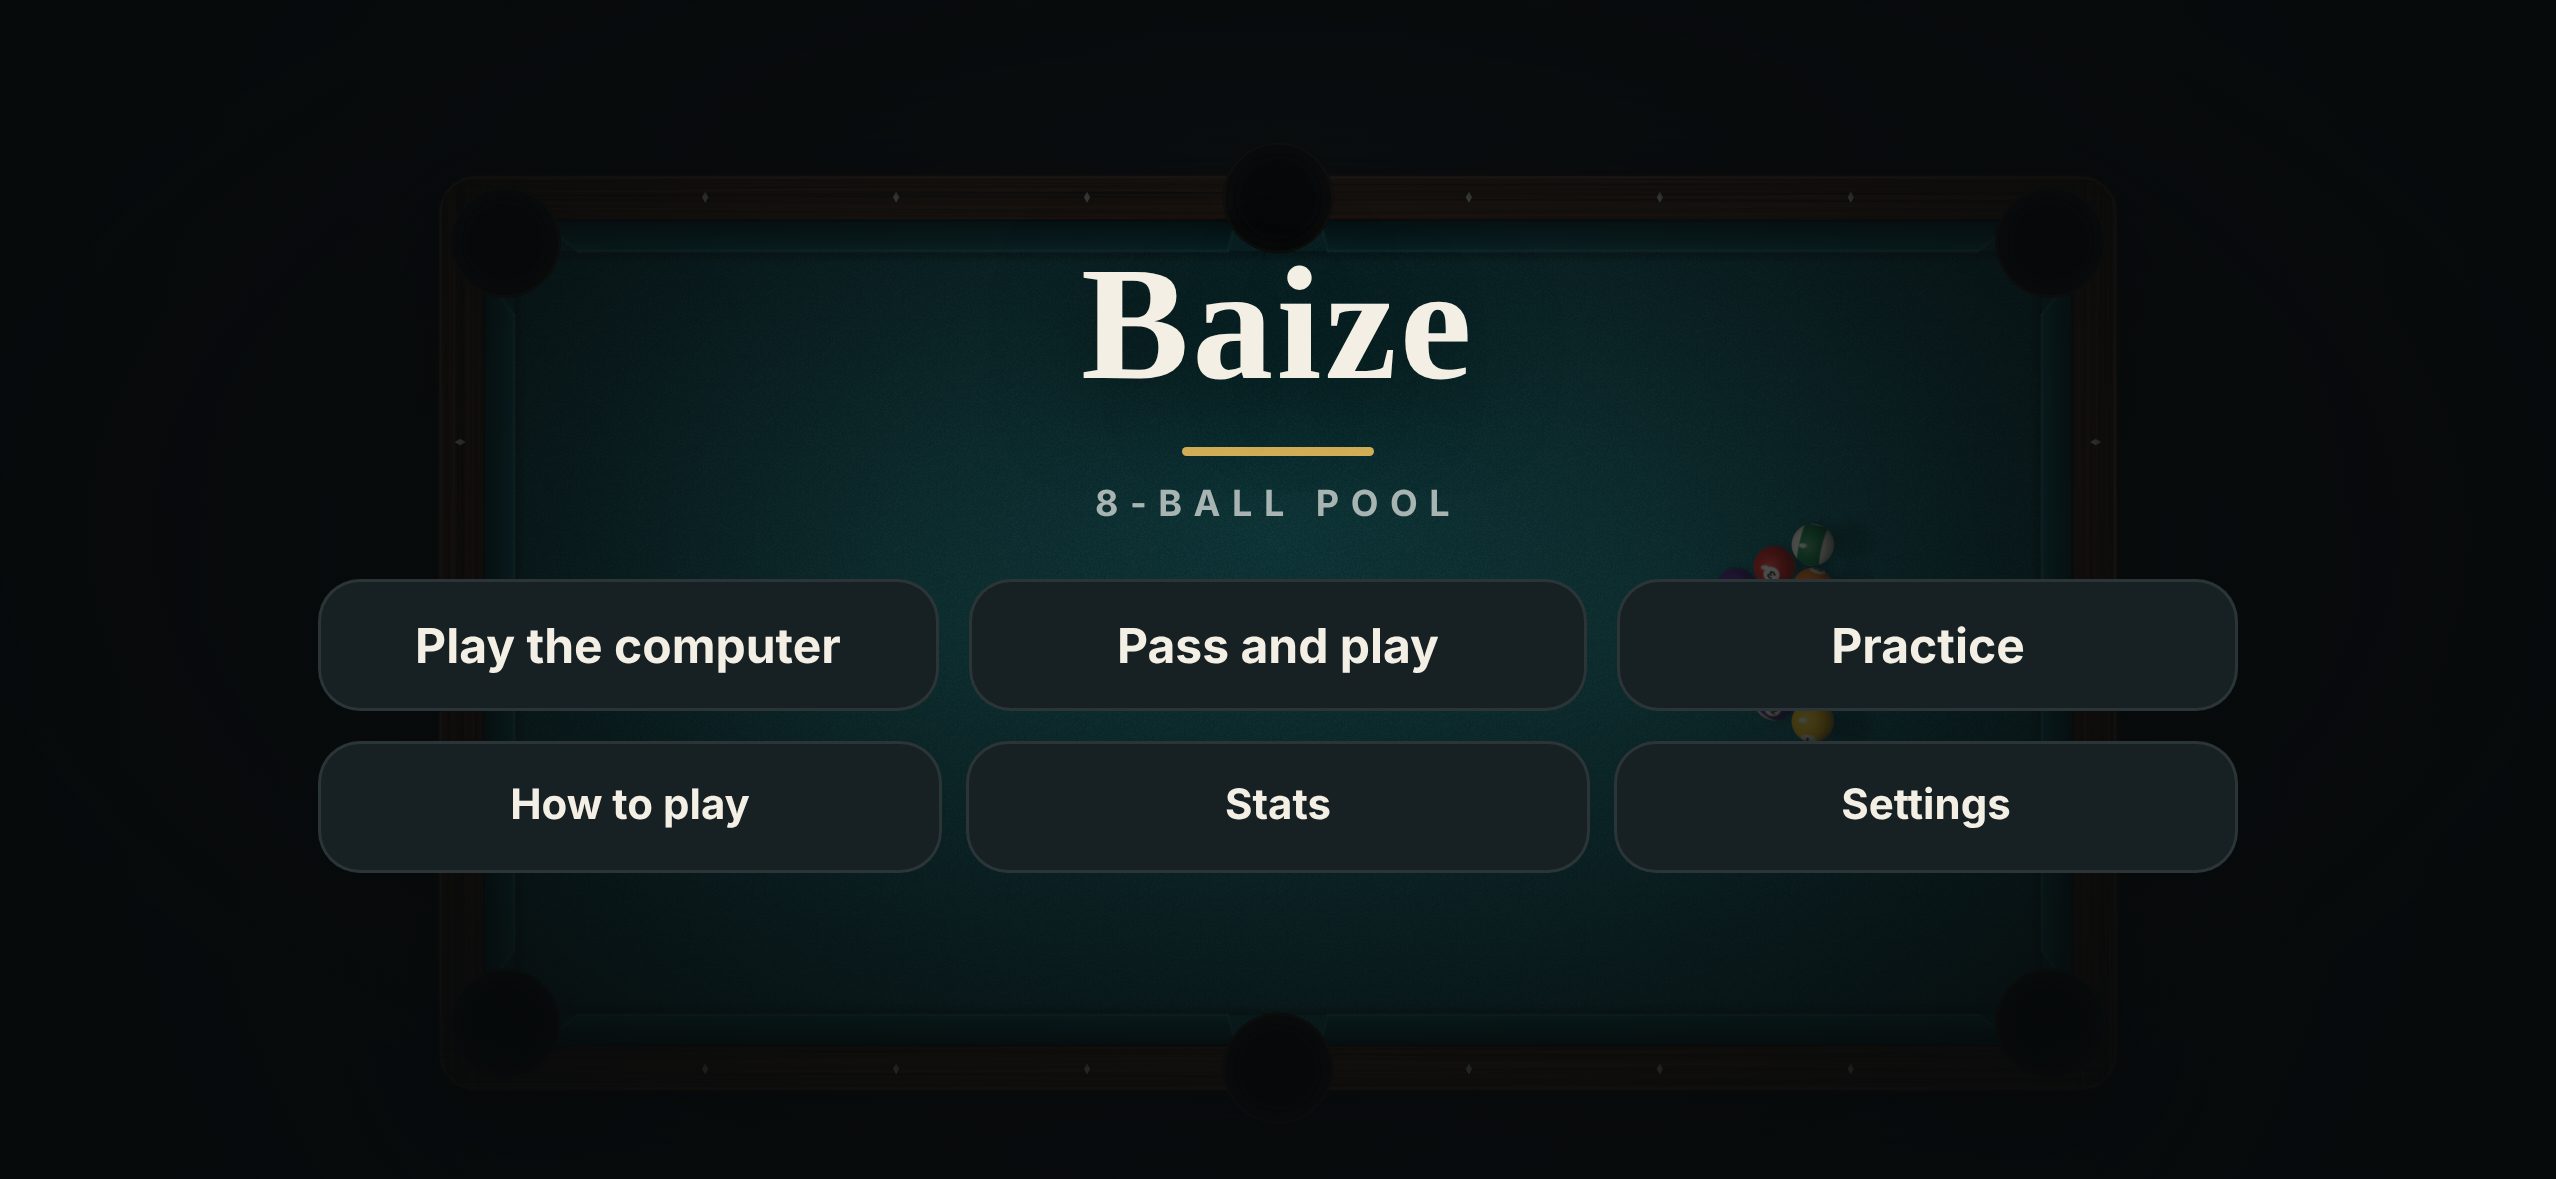 Baize
8-BALL POOL
Play the computer
Pass and play
Practice
How to play
Stats
Settings